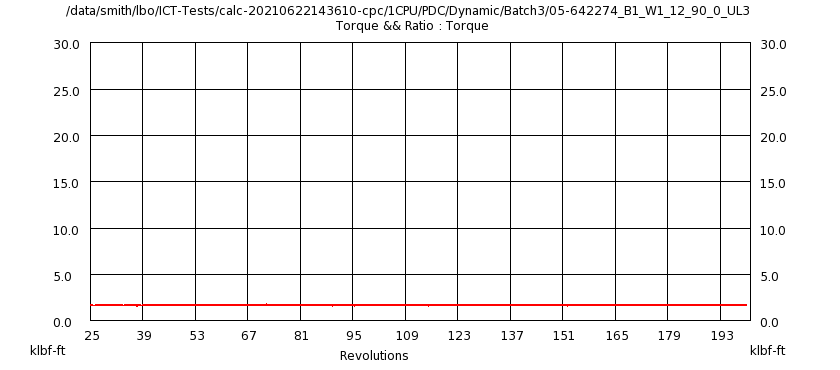 /data/smith/lbo/ICT-Tests/calc-20210622143610-cpc/1CPU/PDC/Dynamic/Batch3/05-642274_B1_W1_12_90_0_UL3
Torque && Ratio : Torque
30.0 30.0
25.0 25.0
20.0 20.0
15.0 15.0
10.0 10.0
5.0 5.0
0.0 0.0
25 39 53 67 81 95 109 123 137 151 165 179 193
klbf-ft klbf-ft
Revolutions